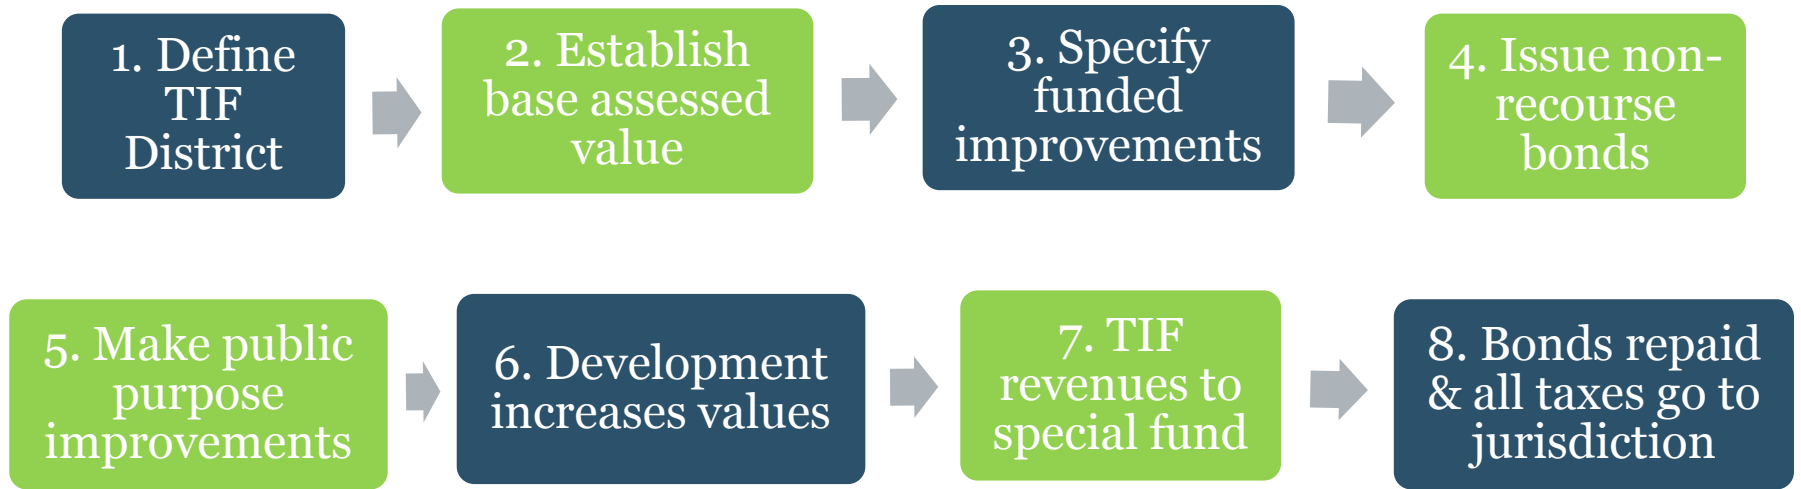 1. Define
TIF
District
2. Establish
base assessed
value
3. Specify
funded
improvements
4. Issue non-
recourse
bonds
5. Make public
purpose
improvements
6. Development
increases values
7. TIF
revenues to
special fund
8. Bonds repaid
& all taxes go to
jurisdiction